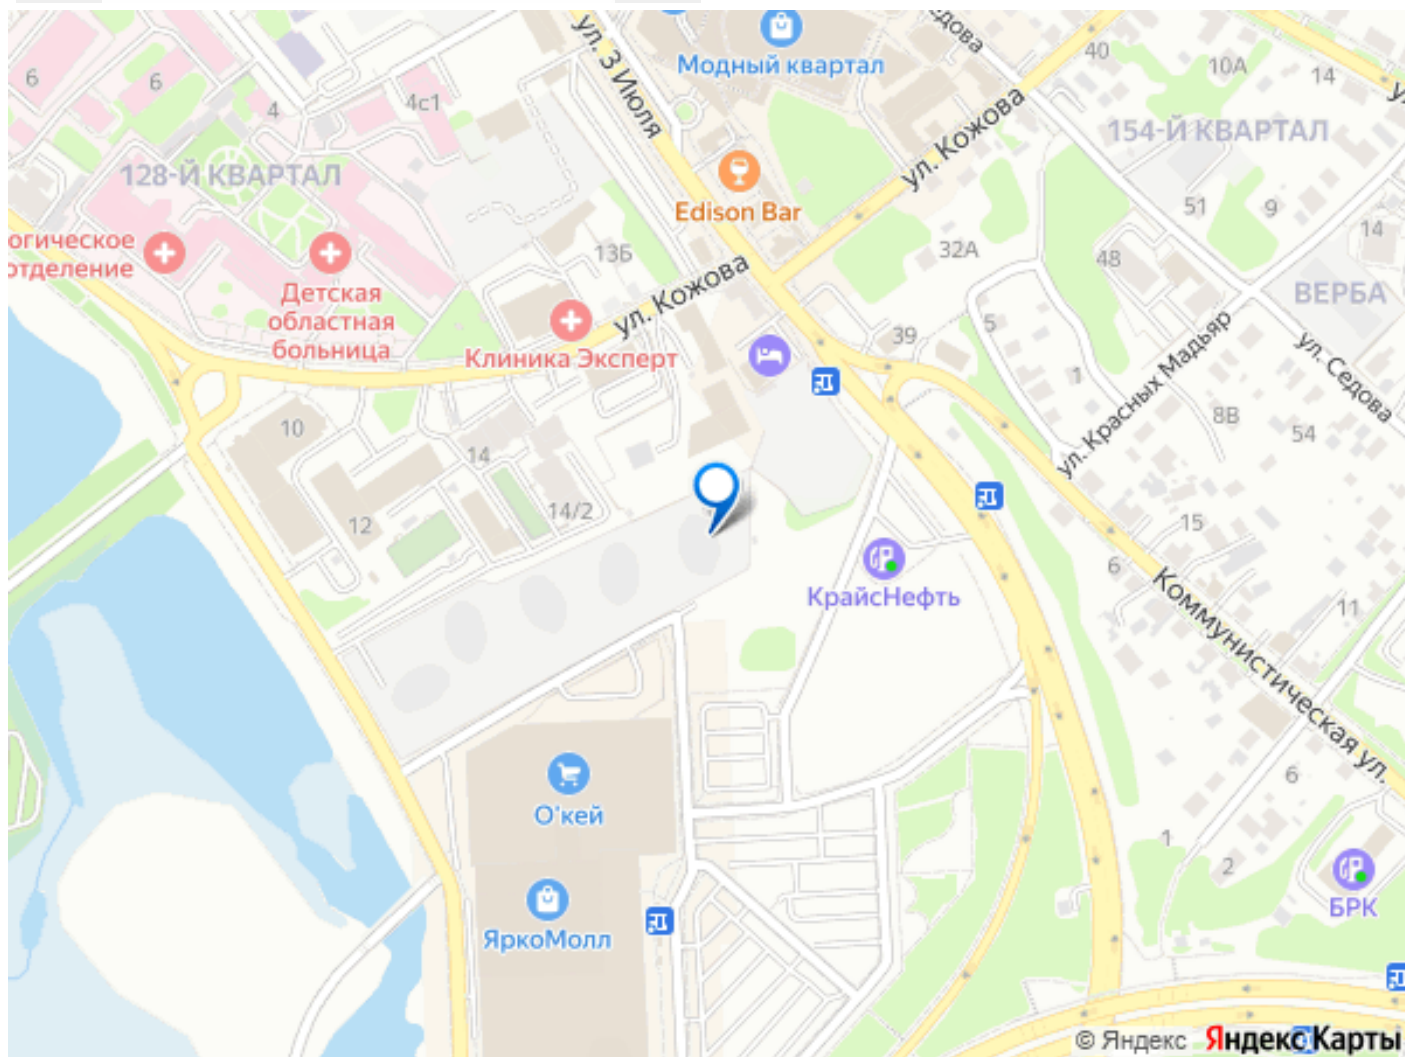 ул. 3 Июля
Модный квартал
Седова
40
10А
14
ул. Кожова
154-Й КВАРТАЛ
6
6
4
4с1
128-Й КВАРТАЛ
Edison Bar
51
9
14
огическое
отделение
13Б
32А
48
ВЕРБА
Детская
областная
больница
ул. Кожова
Клиника Эксперт
39
5
1
ул. Красных Мадьяр
ул. Седова
8В
54
10
14
12
14/2
15
6
КрайсНефть
11
Коммунистическая ул.
О'кей
6
1
2
ЯркоМолл
БРК
© Яндекс Яндекс Карты